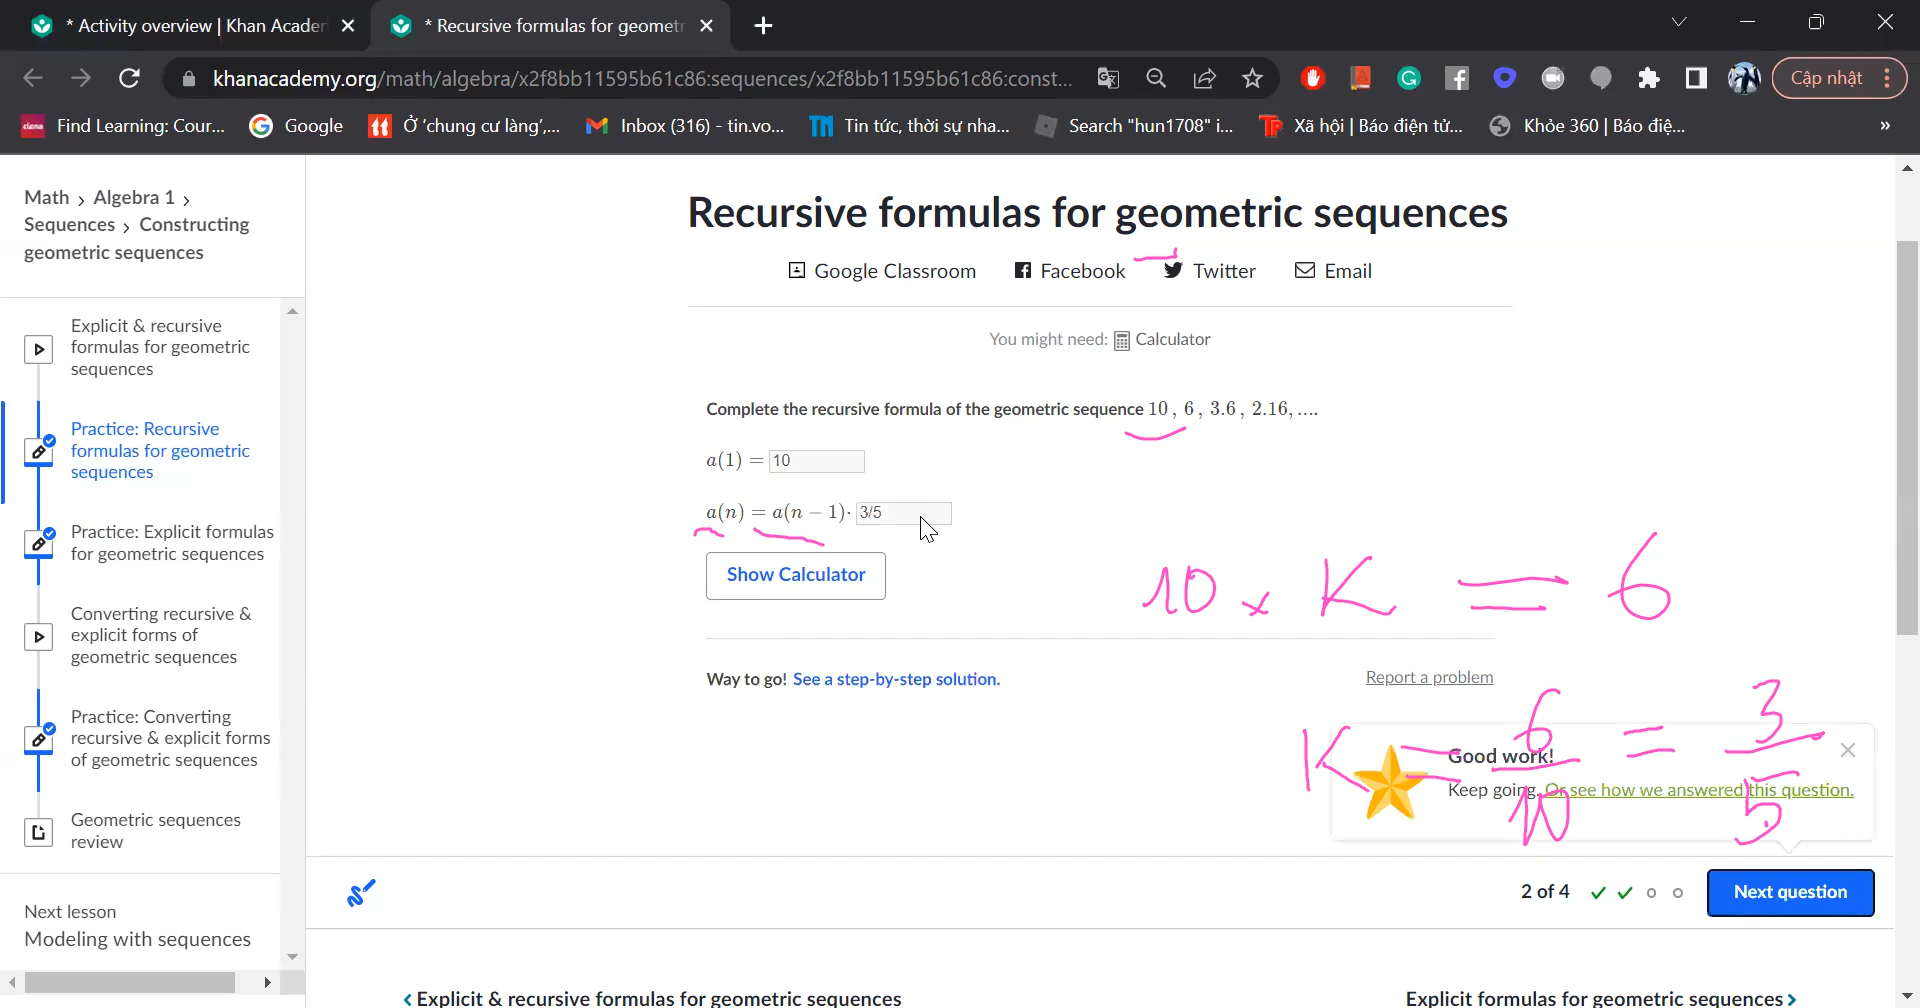 * Activity overview | Khan Acade
* Recursive formulas for geomet
khanacademy.org/math/algebra/x2f8bb11595b61c86:sequences/x2f8bb11595b61c86:const...
Cập nhật
ciena Find Learning: Cour...
Google
Ở ‘chung cư làng’,...
Inbox (316) - tin.vo...
TN Tin tức, thời sự nha...
Search "hun1708" i...
Xã hội | Báo điện tử...
Khỏe 360 | Báo điệ...
»
Math › Algebra 1 ›
Sequences › Constructing
geometric sequences
Explicit & recursive
formulas for geometric
sequences
Practice: Recursive
formulas for geometric
sequences
Practice: Explicit formulas
for geometric sequences
Converting recursive &
explicit forms of
geometric sequences
Practice: Converting
recursive & explicit forms
of geometric sequences
Geometric sequences
review
Next lesson
Modeling with sequences
Recursive formulas for geometric sequences
Google Classroom
Facebook
Twitter
Email
You might need: Calculator
Complete the recursive formula of the geometric sequence 10 , 6 , 3.6 , 2.16, ....
a(1) = 10
a(n) = a(n − 1)· 3/5
Show Calculator
10 x K = 6
Way to go! See a step-by-step solution.
Report a problem
K = 6/10 = 3/5
Good work!
Keep going. Or see how we answered this question.
2 of 4
Next question
‹ Explicit & recursive formulas for geometric sequences
Explicit formulas for geometric sequences ›